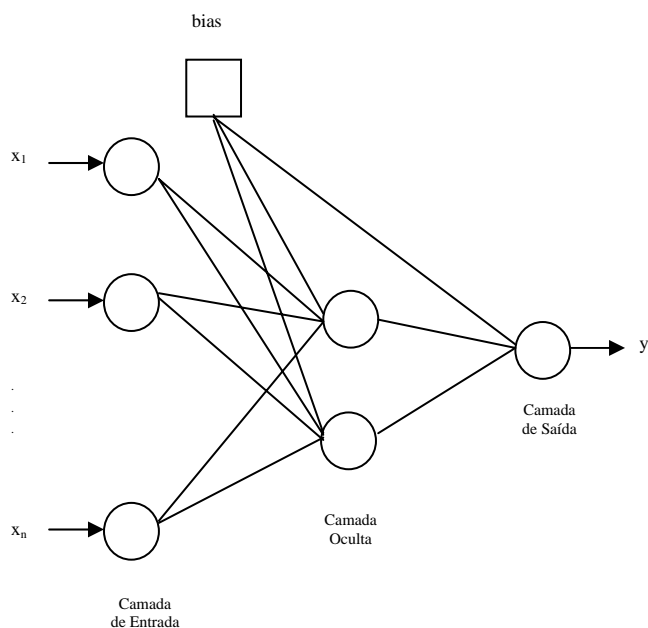 bias
x₁
x₂
.
.
.
xₙ
y
Camada
de Saída
Camada
Oculta
Camada
de Entrada